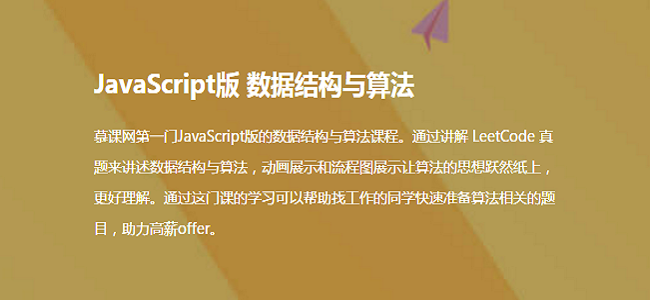 JavaScript版 数据结构与算法
慕课网第一门JavaScript版的数据结构与算法课程。通过讲解 LeetCode 真
题来讲述数据结构与算法，动画展示和流程图展示让算法的思想跃然纸上，
更好理解。通过这门课的学习可以帮助找工作的同学快速准备算法相关的题
目，助力高薪offer。